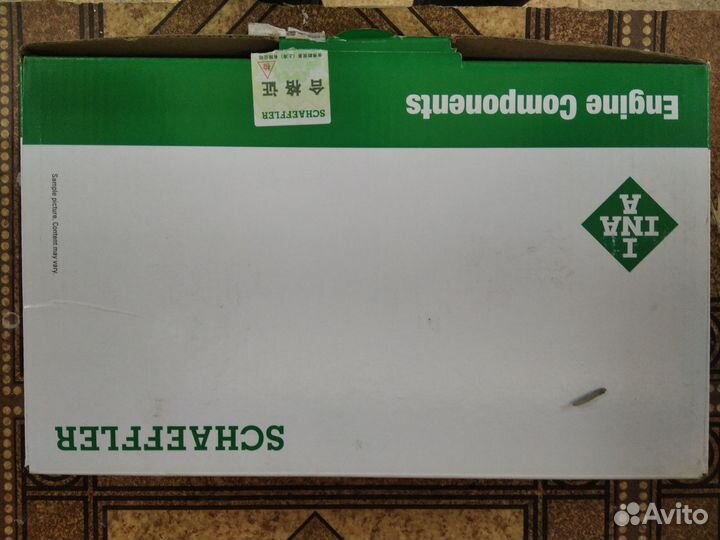 SCHAEFFLER
Sample picture. Content may vary.
I
INA
A
Engine Components
SCHAEFFLER
合格证
Avito